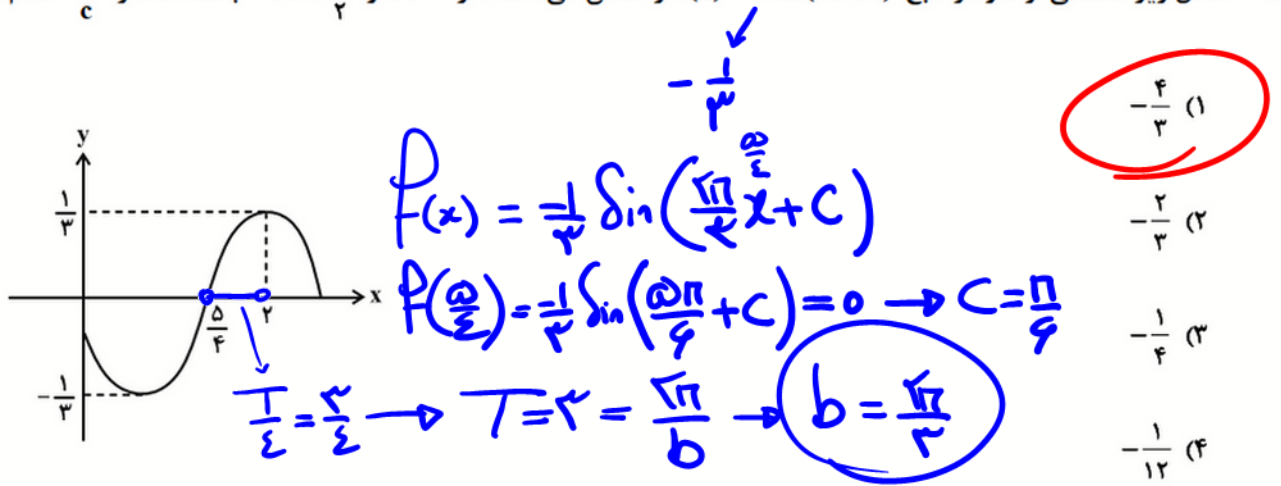 c
۲
-۱/۳
۱) -۴/۳
y
۱/۳
f(x) = -۱/۳ Sin(۲π/۳ x + C)
۵/۴
۲) -۲/۳
x
۵/۴
۲
f(۵/۴) = -۱/۳ Sin(۵π/۶ + C) = ۰ → C = π/۶
۳) -۱/۴
-۱/۳
T/۴ = ۳/۴ → T = ۳ = ۲π/b → b = ۲π/۳
۴) -۱/۱۲